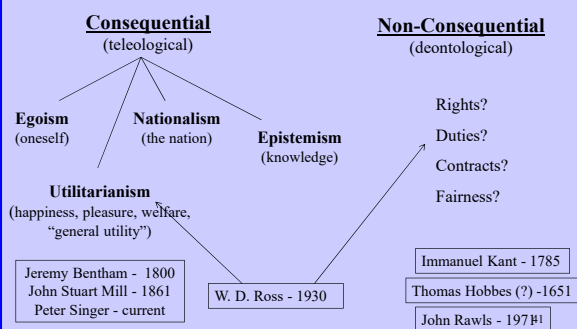 Consequential
(teleological)
Non-Consequential
(deontological)
Egoism
(oneself)
Nationalism
(the nation)
Epistemism
(knowledge)
Utilitarianism
(happiness, pleasure, welfare,
“general utility”)
Rights?
Duties?
Contracts?
Fairness?
Jeremy Bentham - 1800
John Stuart Mill - 1861
Peter Singer - current
W. D. Ross - 1930
Immanuel Kant - 1785
Thomas Hobbes (?) -1651
John Rawls - 1971
41